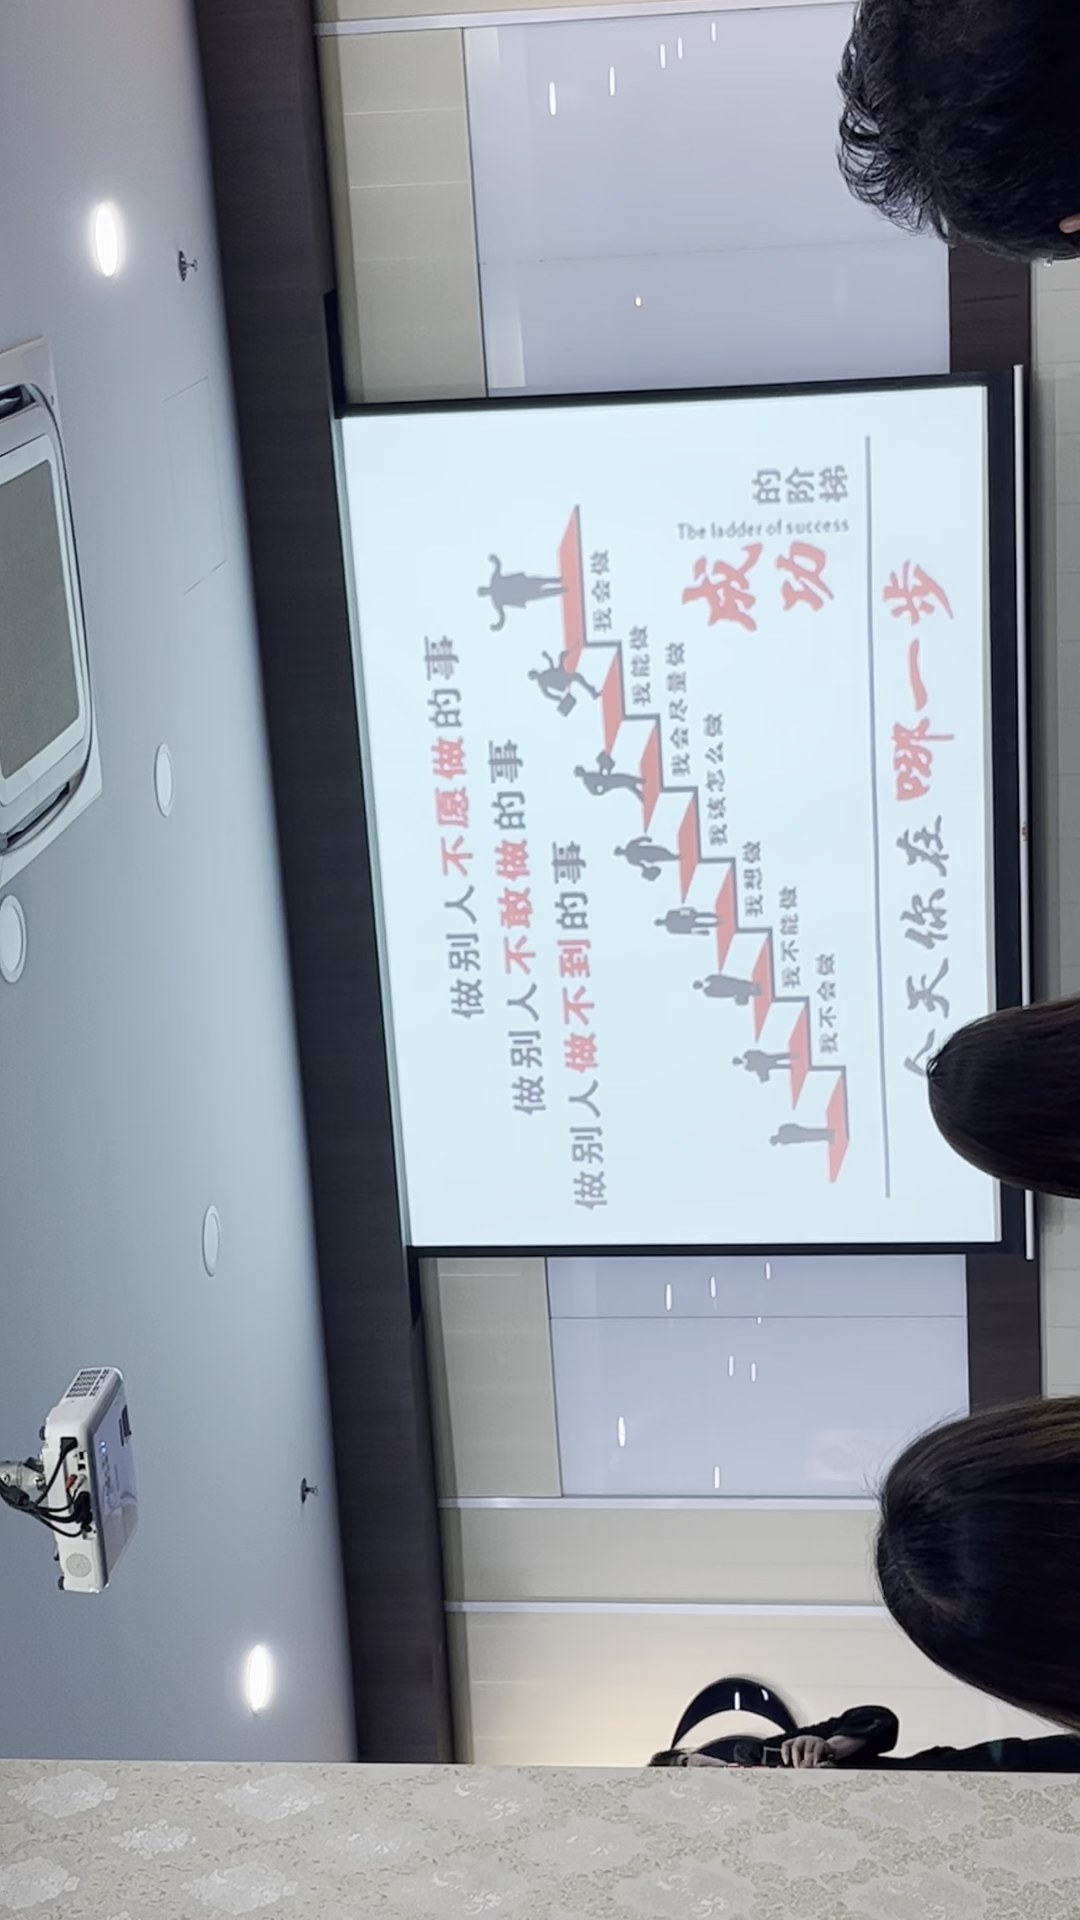 做别人不愿做的事
做别人不敢做的事
做别人做不到的事
我会做
我能做
我会尽量做
我该怎么做
我想做
我不能做
我不会做
成功
The ladder of success
的阶梯
今天你在哪一步